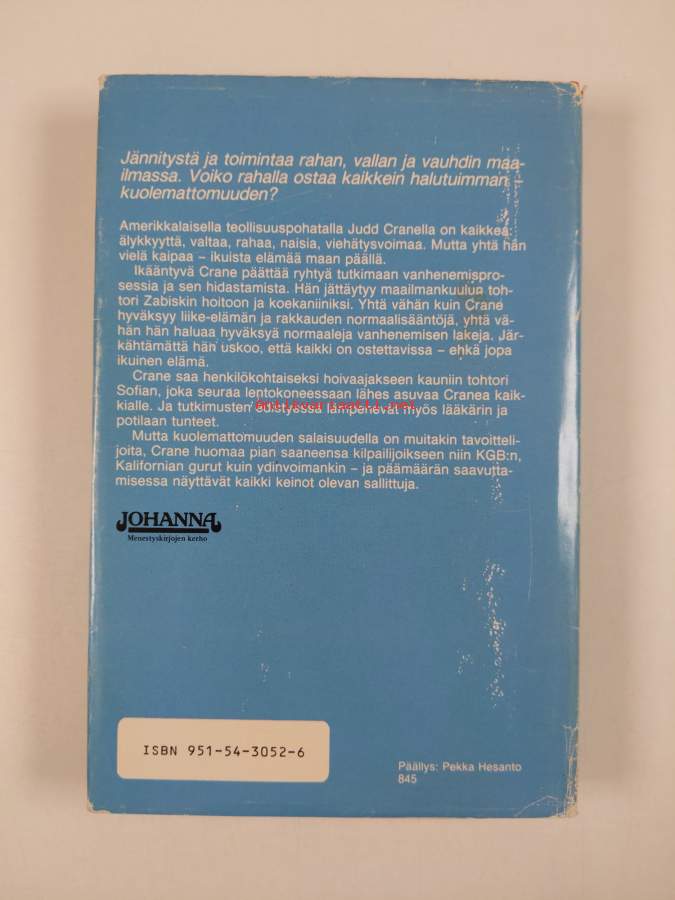 Jännitystä ja toimintaa rahan, vallan ja vauhdin maa-
ilmassa. Voiko rahalla ostaa kaikkein halutuimman
kuolemattomuuden?
Amerikkalaisella teollisuuspohatalla Judd Cranella on kaikkea:
älykkyyttä, valtaa, rahaa, naisia, viehätysvoimaa. Mutta yhtä hän
vielä kaipaa – ikuista elämää maan päällä.
Ikääntyvä Crane päättää ryhtyä tutkimaan vanhenemispro-
sessia ja sen hidastamista. Hän jättäytyy maailmankuulun toh-
tori Zabiskin hoitoon ja koekaniiniksi. Yhtä vähän kuin Crane
hyväksyy liike-elämän ja rakkauden normaalisääntöjä, yhtä vä-
hän hän haluaa hyväksyä normaaleja vanhenemisen lakeja. Jär-
kähtämättä hän uskoo, että kaikki on ostettavissa – ehkä jopa
ikuinen elämä.
Crane saa henkilökohtaiseksi hoivaajakseen kauniin tohtori
Sofian, joka seuraa lentokoneessaan lähes asuvaa Cranea kaik-
kialle. Ja tutkimusten edistyessä lämpenevät myös lääkärin ja
antikvariaatti.net
potilaan tunteet.
Mutta kuolemattomuuden salaisuudella on muitakin tavoitteli-
joita, Crane huomaa pian saaneensa kilpailijoikseen niin KGB:n,
Kalifornian gurut kuin ydinvoimankin – ja päämäärän saavutta-
misessa näyttävät kaikki keinot olevan sallittuja.
JOHANNA
Menestyskirjojen kerho
ISBN 951-54-3052-6
Päällys: Pekka Hesanto
845